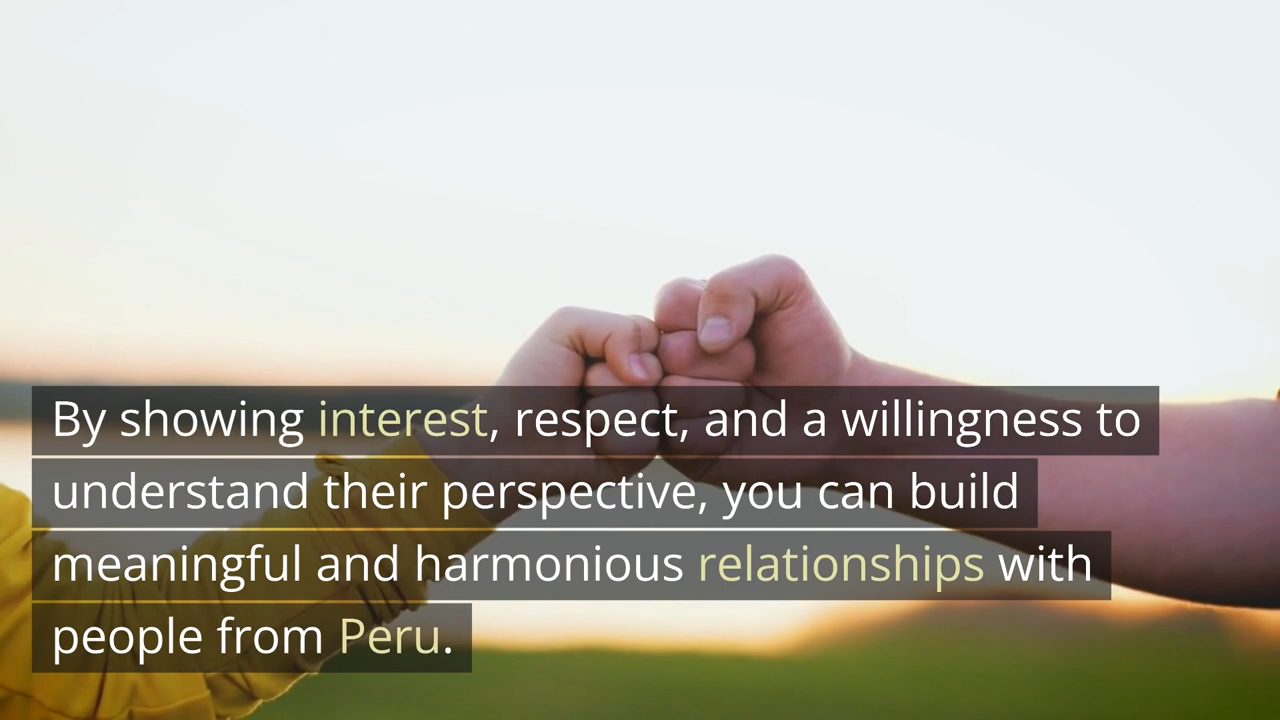 By showing interest, respect, and a willingness to
understand their perspective, you can build
meaningful and harmonious relationships with
people from Peru.